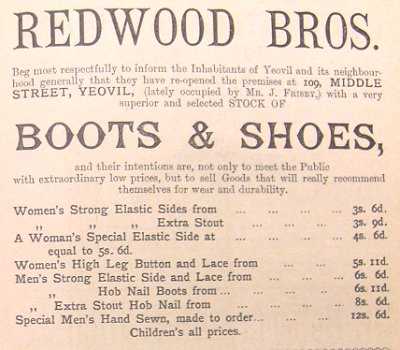 REDWOOD BROS.
Beg most respectfully to inform the Inhabitants of Yeovil and its neighbour-
hood generally that they have re-opened the premises at 109, MIDDLE
STREET, YEOVIL, (lately occupied by MR. J. FRISBY,) with a very
superior and selected STOCK OF
BOOTS & SHOES,
and their intentions are, not only to meet the Public
with extraordinary low prices, but to sell Goods that will really recommend
themselves for wear and durability.
Women's Strong Elastic Sides from ... ... ... 3s. 6d.
„ „ „ Extra Stout ... ... 3s. 9d.
A Woman's Special Elastic Side at ... ... ... 4s. 6d.
equal to 5s. 6d.
Women's High Leg Button and Lace from ... ... 5s. 11d.
Men's Strong Elastic Side and Lace from ... ... 6s. 6d.
„ Hob Nail Boots from ... ... ... 6s. 11d.
„ Extra Stout Hob Nail from ... ... ... 8s. 6d.
Special Men's Hand Sewn, made to order... ... ... 12s. 6d.
Children's all prices.